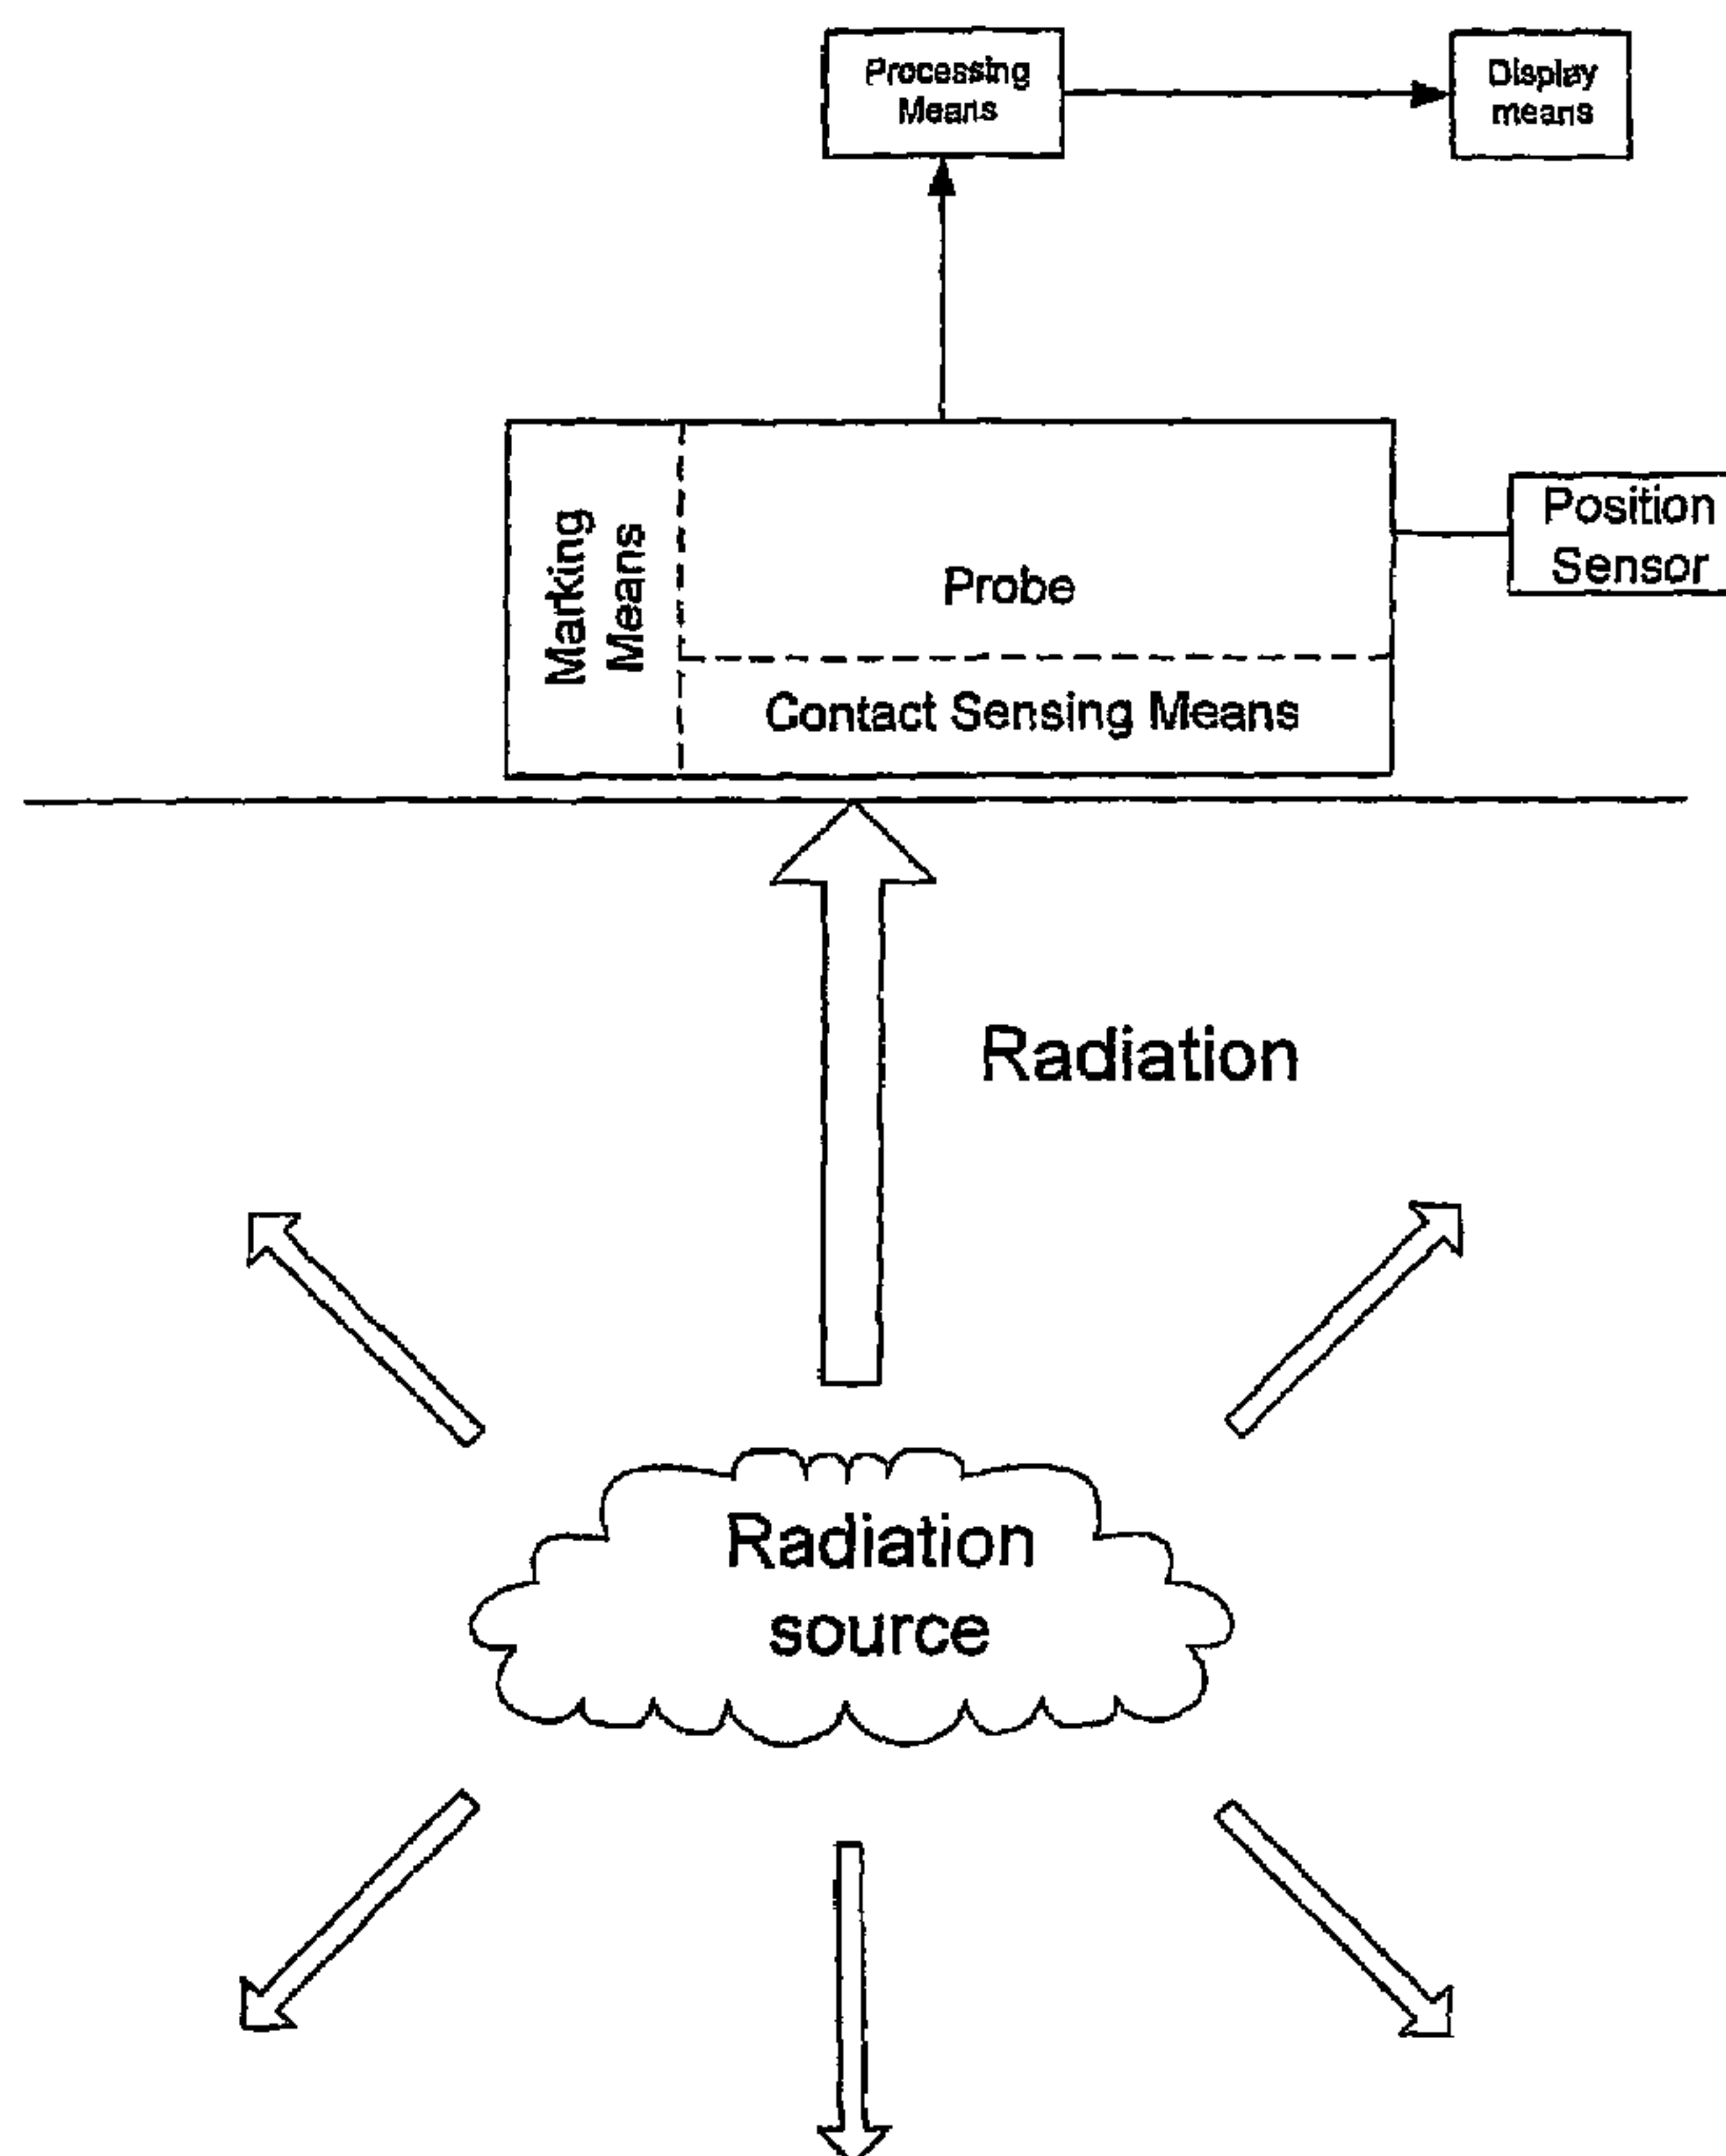 Processing
Means
Display
means
Marking
Means
Probe
Contact Sensing Means
Position
Sensor
Radiation
Radiation
source